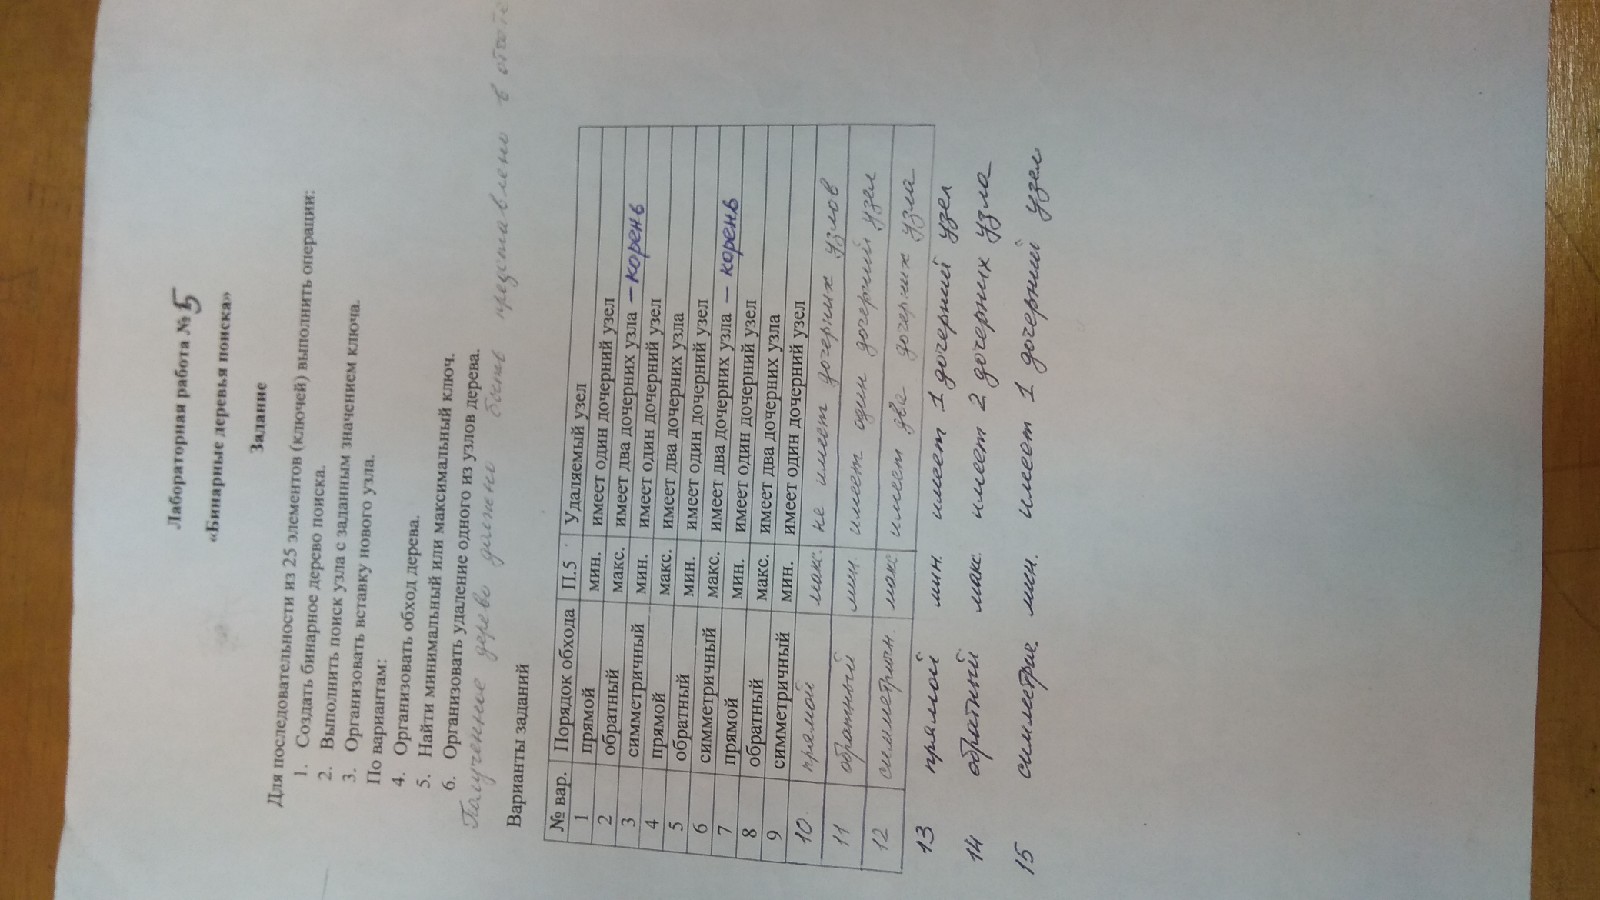 Лабораторная работа № 5
«Бинарные деревья поиска»
Задание
Для последовательности из 25 элементов (ключей) выполнить операции:
1. Создать бинарное дерево поиска.
2. Выполнить поиск узла с заданным значением ключа.
3. Организовать вставку нового узла.
По вариантам:
4. Организовать обход дерева.
5. Найти минимальный или максимальный ключ.
6. Организовать удаление одного из узлов дерева.
Полученное дерево должно быть представлено в отчете
Варианты заданий
№ вар. Порядок обхода П.5 Удаляемый узел
1 прямой мин. имеет один дочерний узел
2 обратный макс. имеет два дочерних узла – корень
3 симметричный мин. имеет один дочерний узел
4 прямой макс. имеет два дочерних узла
5 обратный мин. имеет один дочерний узел
6 симметричный макс. имеет два дочерних узла – корень
7 прямой мин. имеет один дочерний узел
8 обратный макс. имеет два дочерних узла
9 симметричный мин. имеет один дочерний узел
10. прямой макс. не имеет дочерних узлов
11 обратный мин. имеет один дочерний узел
12 симметричн. макс имеет два дочерних узла
13 прямой мин. имеет 1 дочерний узел
14 обратный макс. имеет 2 дочерних узла
15 симметрич. мин. имеет 1 дочерний узел